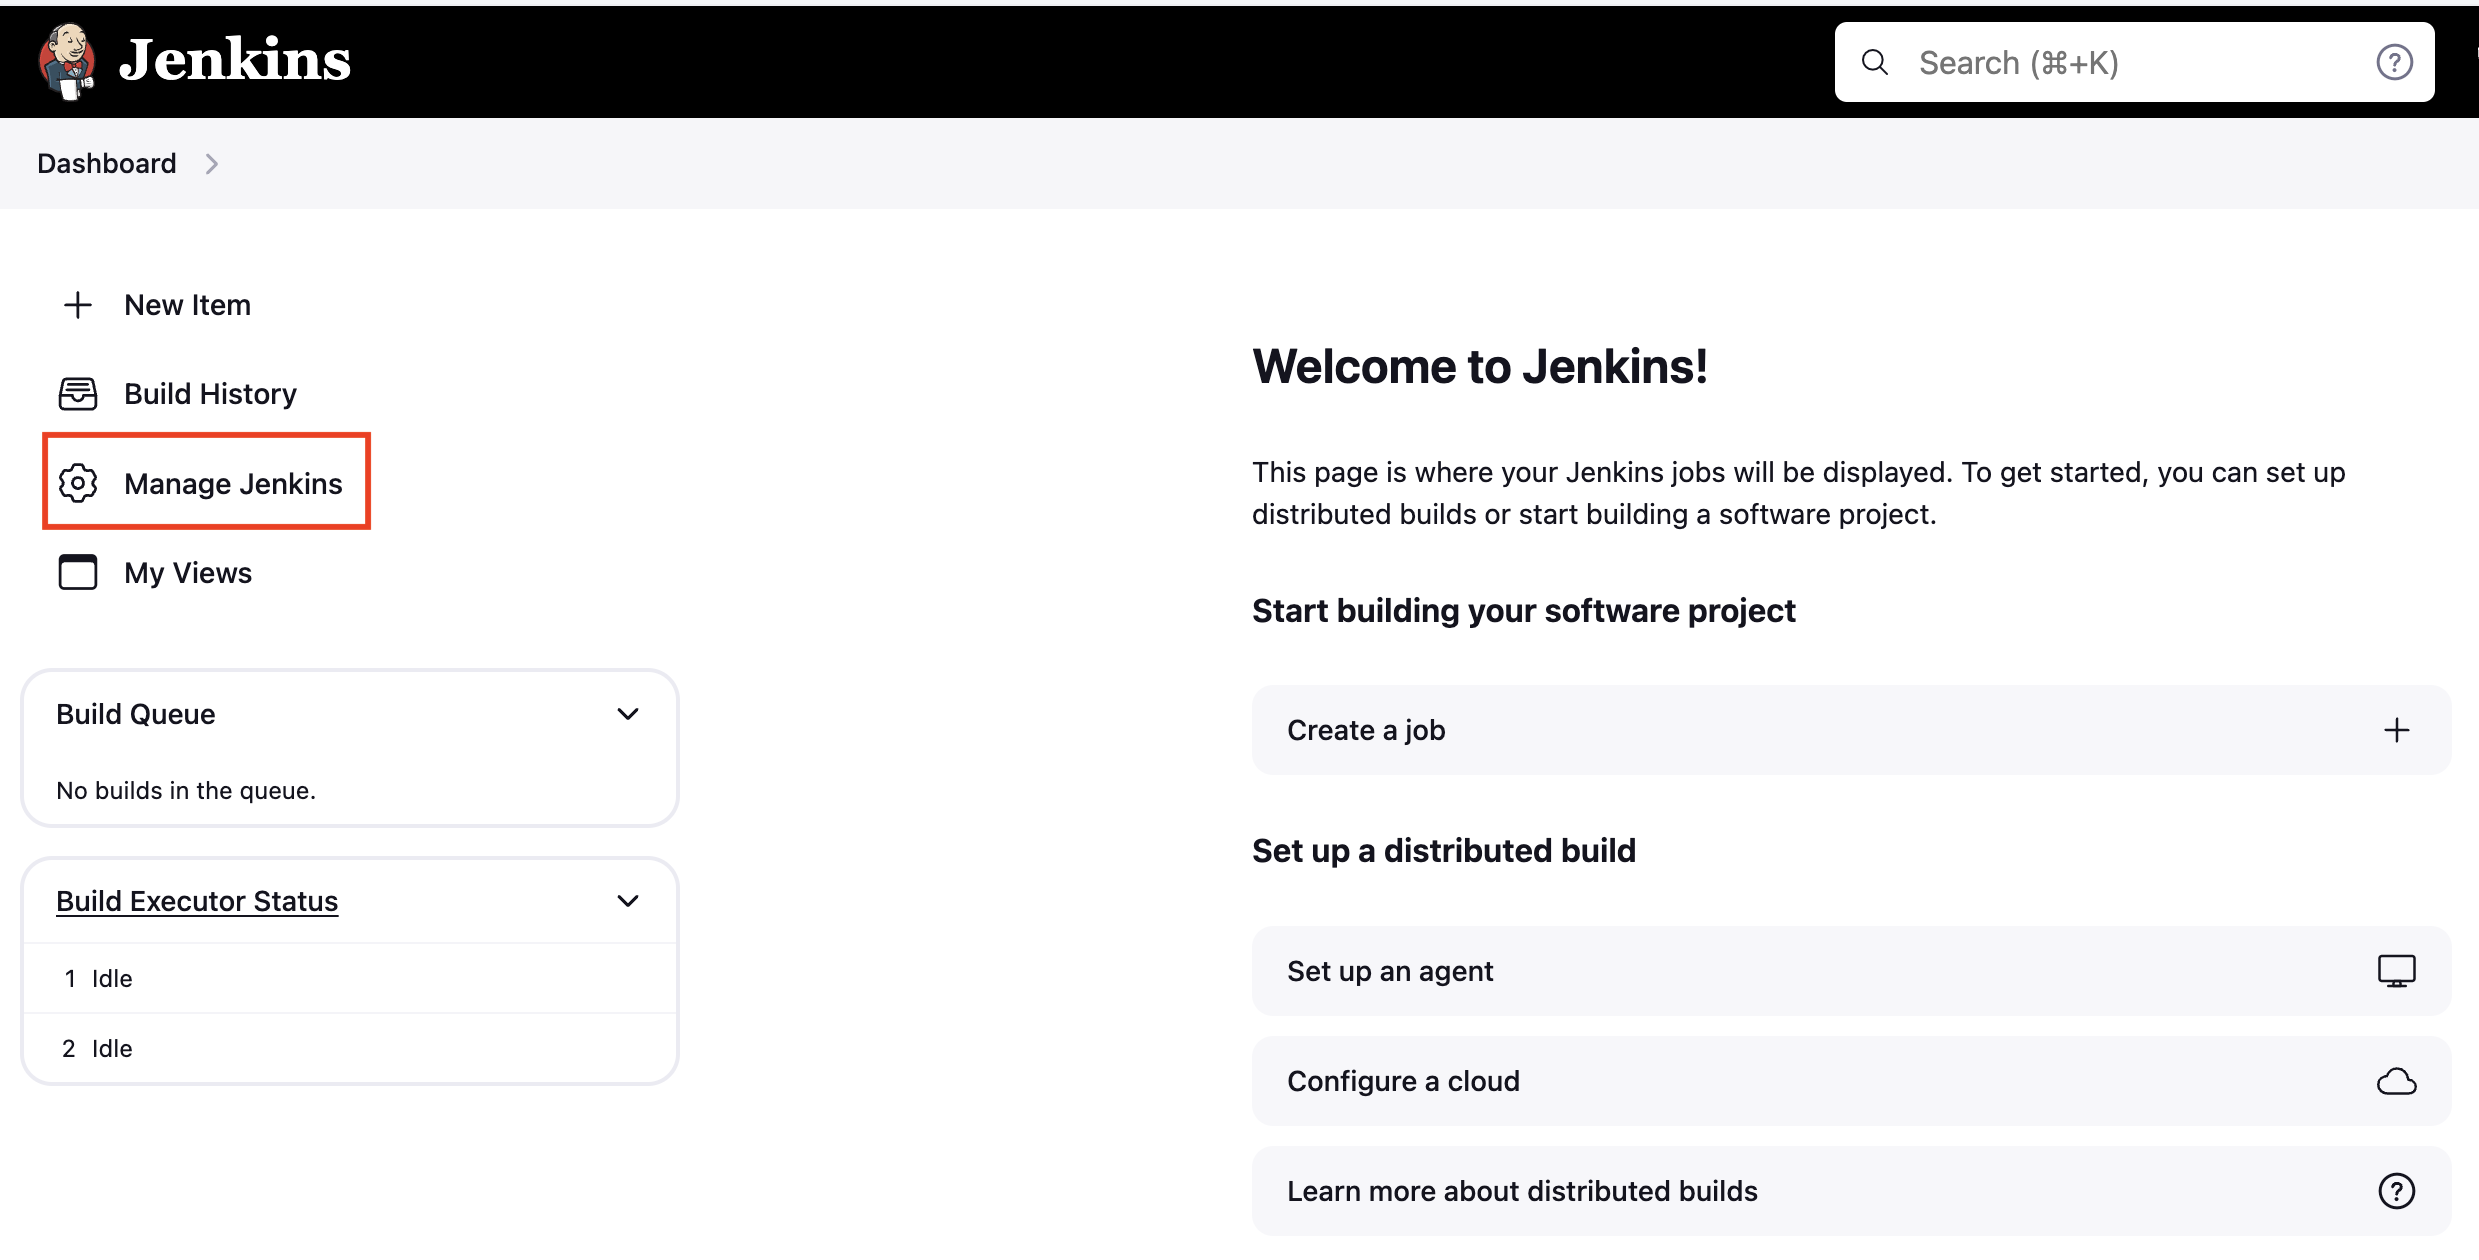 Jenkins
Search (⌘+K)
Dashboard
New Item
Build History
Manage Jenkins
My Views
Build Queue
No builds in the queue.
Build Executor Status
1 Idle
2 Idle
Welcome to Jenkins!
This page is where your Jenkins jobs will be displayed. To get started, you can set up
distributed builds or start building a software project.
Start building your software project
Create a job
Set up a distributed build
Set up an agent
Configure a cloud
Learn more about distributed builds